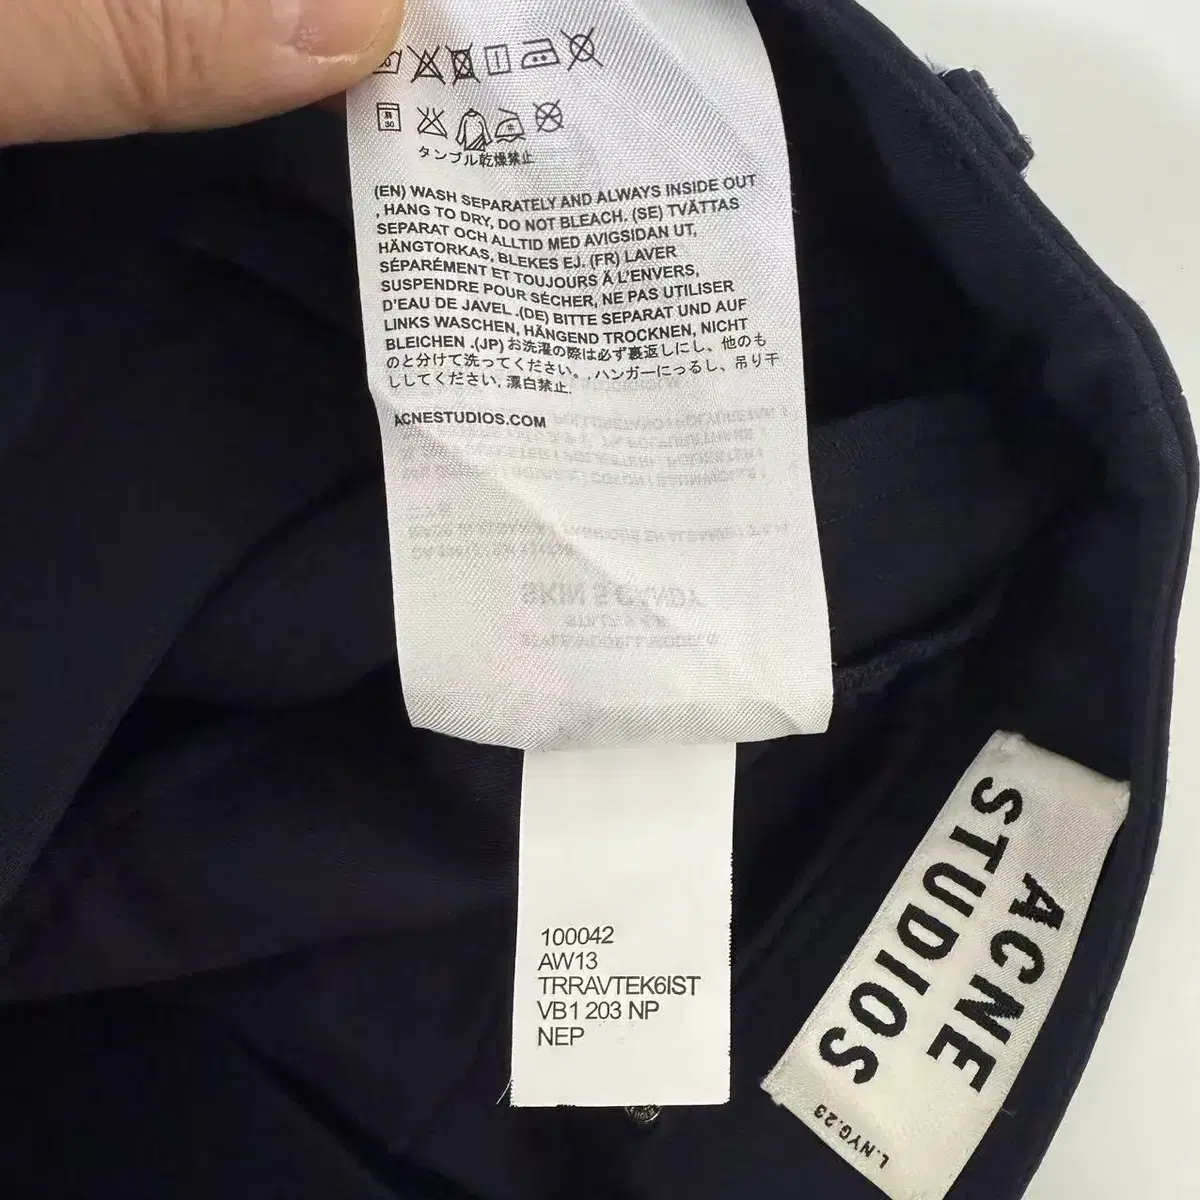 30
タンブル乾燥禁止
(EN) WASH SEPARATELY AND ALWAYS INSIDE OUT
, HANG TO DRY, DO NOT BLEACH. (SE) TVÄTTAS
SEPARAT OCH ALLTID MED AVIGSIDAN UT,
HÄNGTORKAS, BLEKES EJ. (FR) LAVER
SÉPARÉMENT ET TOUJOURS À L'ENVERS,
SUSPENDRE POUR SÉCHER, NE PAS UTILISER
D'EAU DE JAVEL .(DE) BITTE SEPARAT UND AUF
LINKS WASCHEN, HÄNGEND TROCKNEN, NICHT
BLEICHEN .(JP) お洗濯の際は必ず裏返しにし、他のも
のと分けて洗ってください。, ハンガーにつるし、吊り干
ししてください, 漂白禁止.
ACNESTUDIOS.COM
SKIN 5 CANDY
100042
AW13
TRRAVTEK6IST
VB1 203 NP
NEP
ACNE
STUDIOS
L.NYG.23